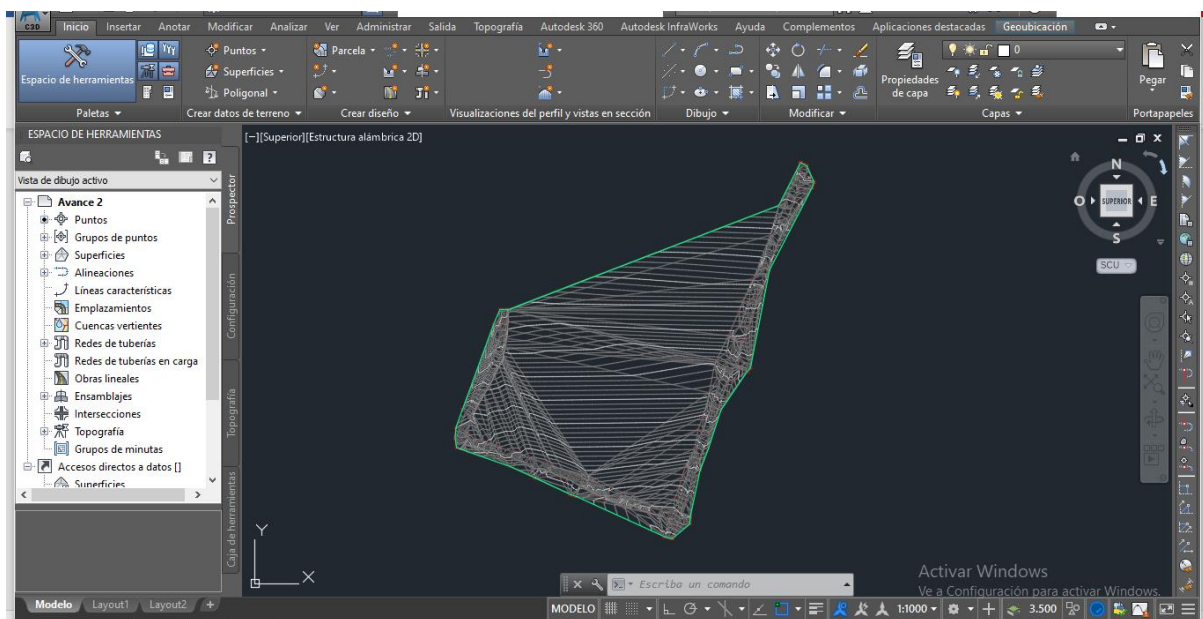 C3D Inicio Insertar Anotar Modificar Analizar Ver Administrar Salida Topografía Autodesk 360 Autodesk InfraWorks Ayuda Complementos Aplicaciones destacadas Geoubicación
Espacio de herramientas
Puntos
Superficies
Poligonal
Parcela
Propiedades
de capa
0
Pegar
Paletas Crear datos de terreno Crear diseño Visualizaciones del perfil y vistas en sección Dibujo Modificar Capas Portapapeles
ESPACIO DE HERRAMIENTAS
[−][Superior][Estructura alámbrica 2D]
?
Vista de dibujo activo
Avance 2
Puntos
Grupos de puntos
Superficies
Alineaciones
Líneas características
Emplazamientos
Cuencas vertientes
Redes de tuberías
Redes de tuberías en carga
Obras lineales
Ensamblajes
Intersecciones
Topografía
Grupos de minutas
Accesos directos a datos []
Superficies
Prospector
Configuración
Topografía
Caja de herramientas
N
O SUPERIOR E
S
SCU
Y
X
Escriba un comando
Activar Windows
Ve a Configuración para activar Windows.
Modelo Layout1 Layout2 +
MODELO 1:1000 3.500